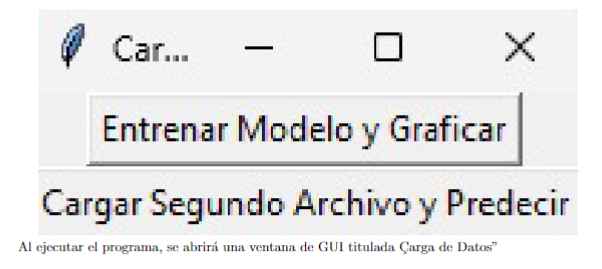 Car...
Entrenar Modelo y Graficar
Cargar Segundo Archivo y Predecir
Al ejecutar el programa, se abrirá una ventana de GUI titulada Çarga de Datos”